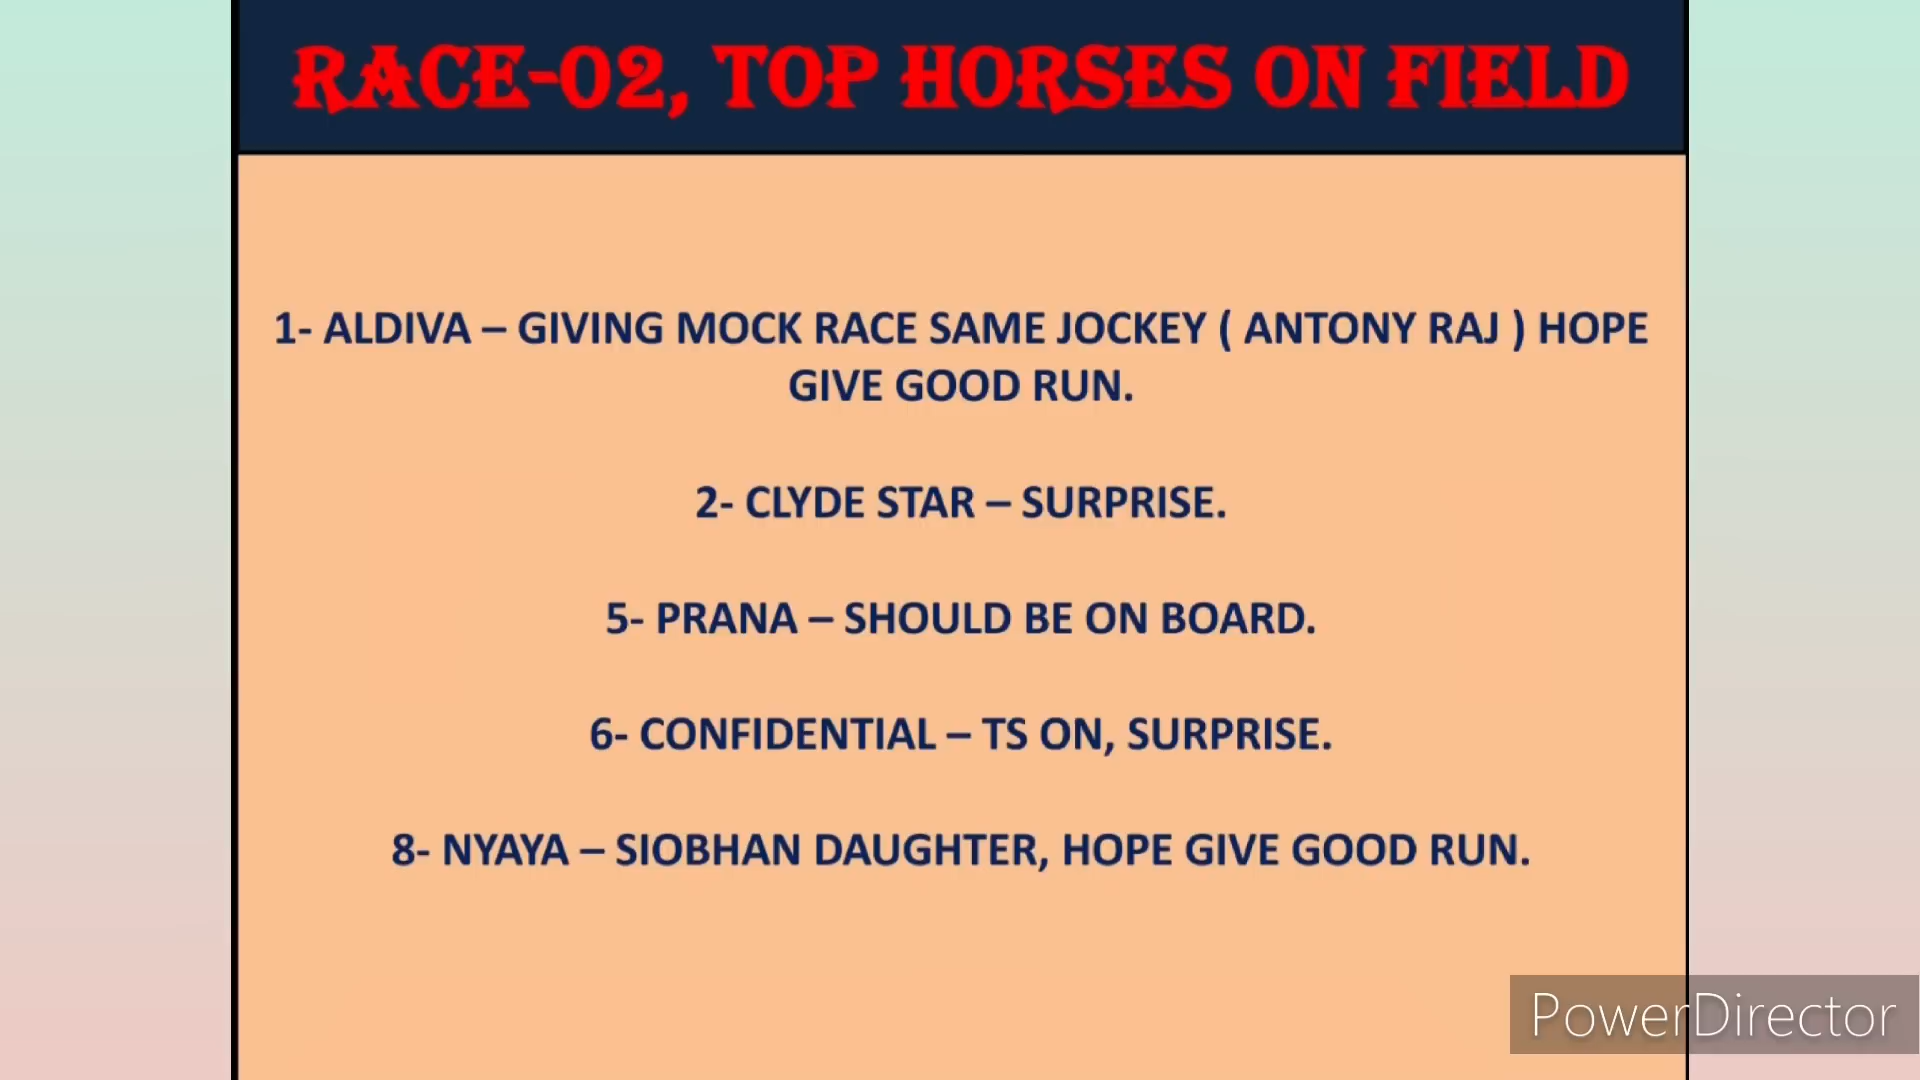 RACE-02, TOP HORSES ON FIELD
1- ALDIVA – GIVING MOCK RACE SAME JOCKEY ( ANTONY RAJ ) HOPE
GIVE GOOD RUN.
2- CLYDE STAR – SURPRISE.
5- PRANA – SHOULD BE ON BOARD.
6- CONFIDENTIAL – TS ON, SURPRISE.
8- NYAYA – SIOBHAN DAUGHTER, HOPE GIVE GOOD RUN.
PowerDirector